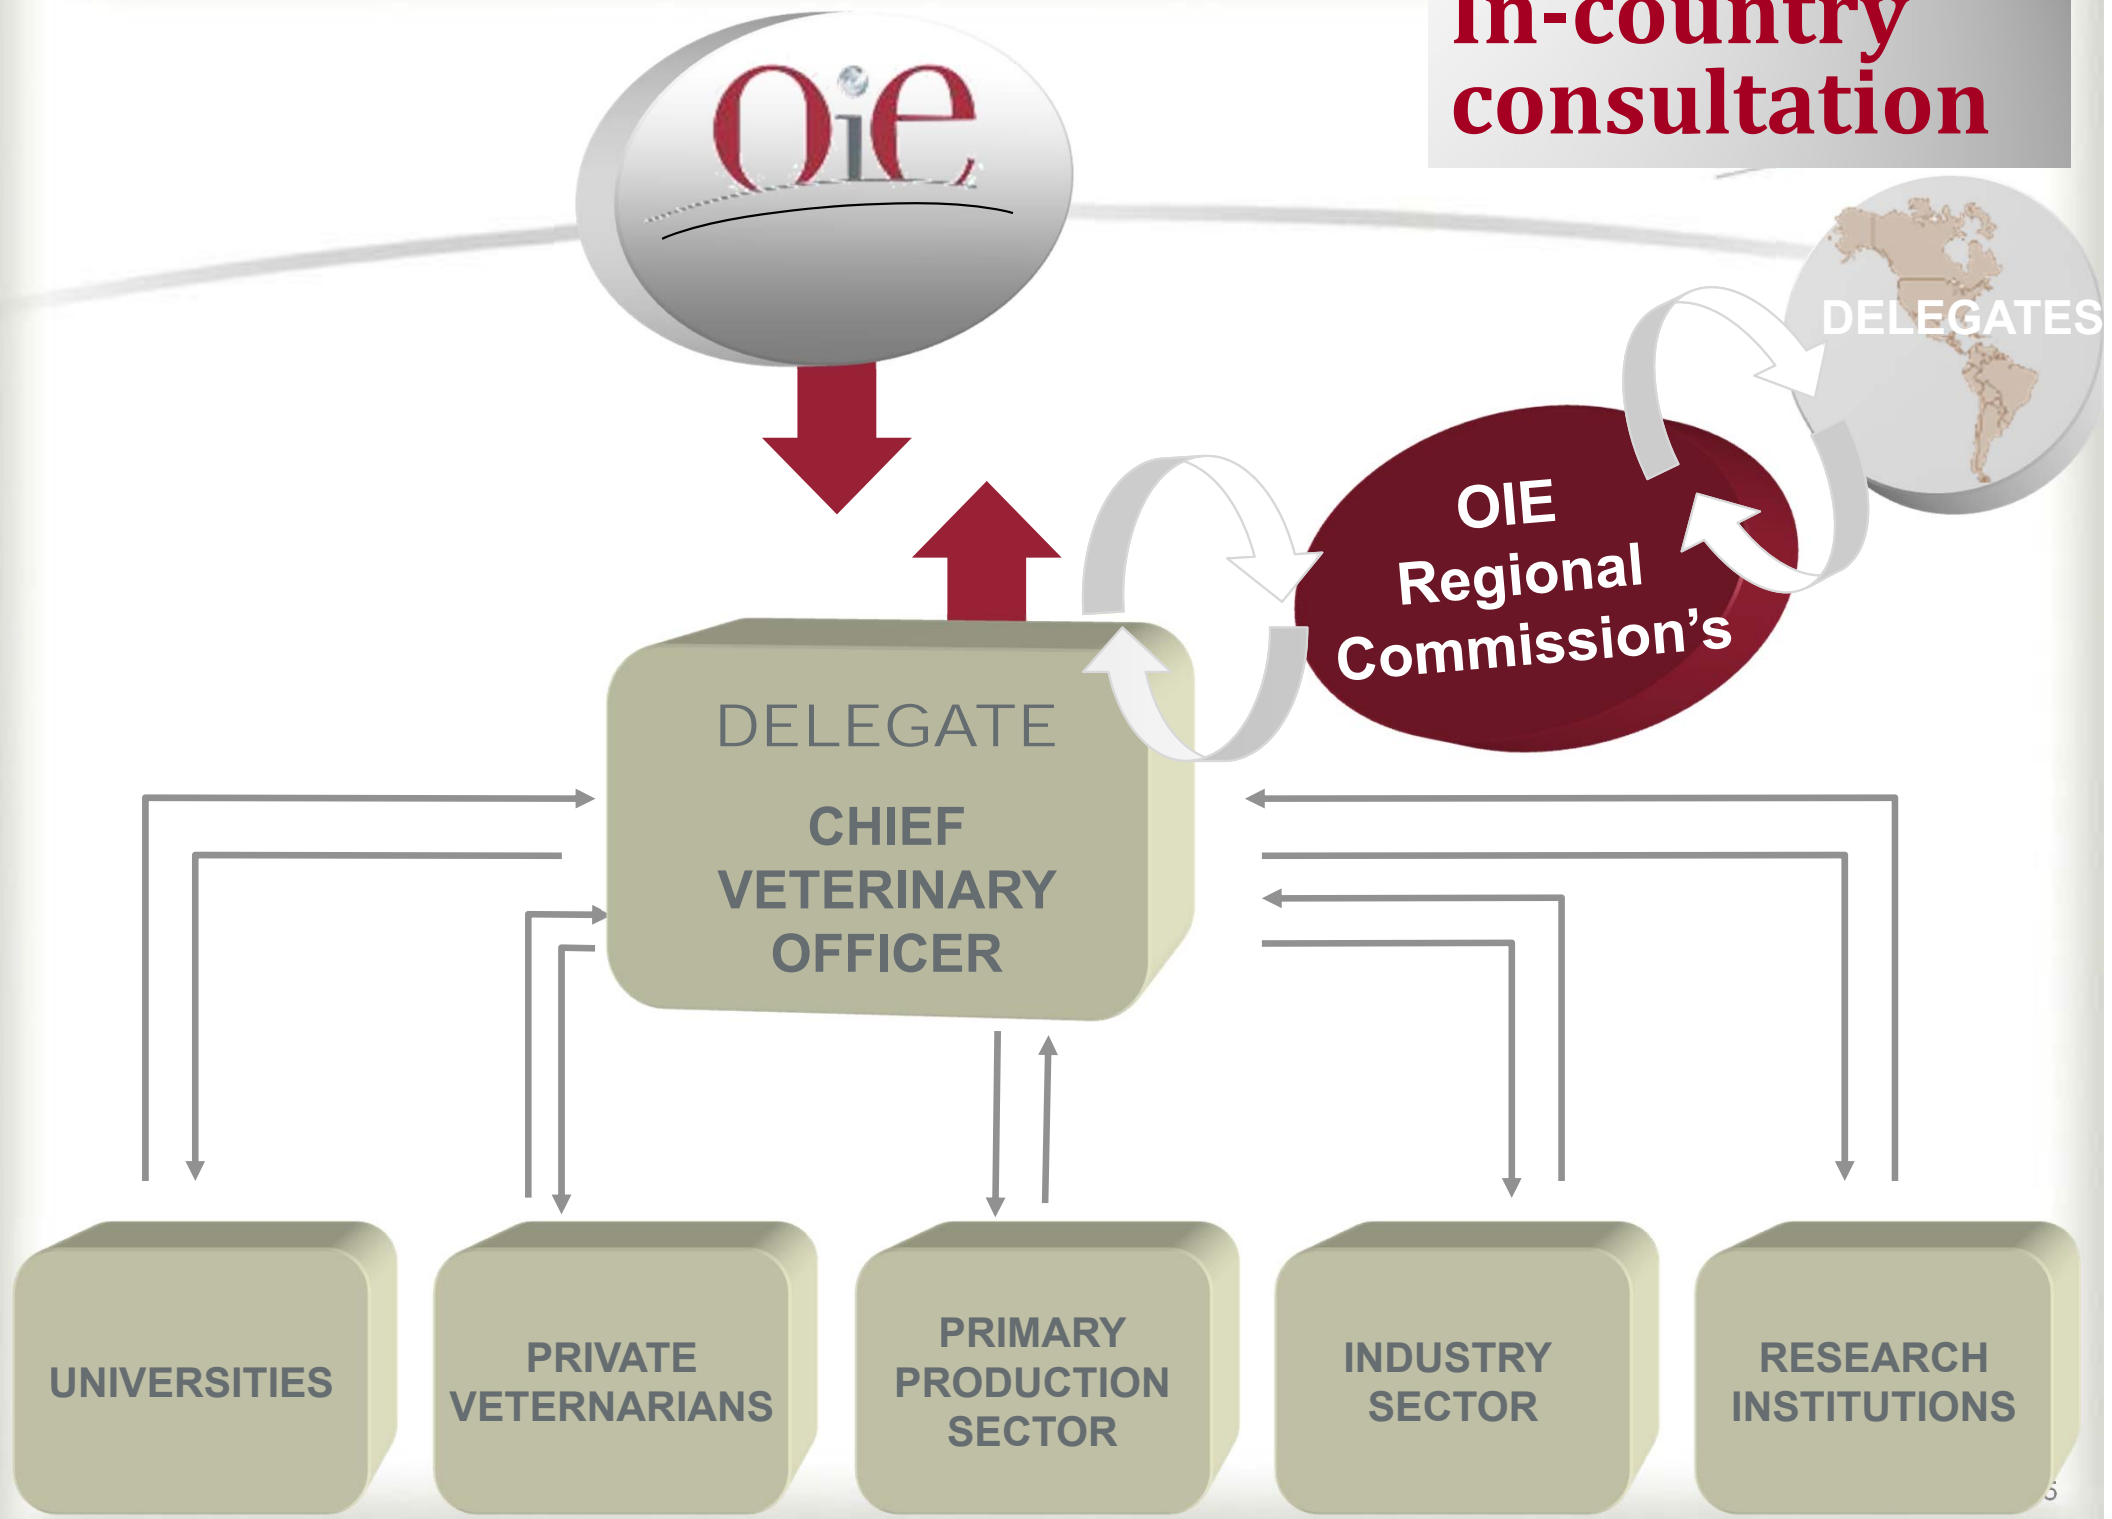 In-country
consultation
oie
DELEGATES
OIE
Regional
Commission's
DELEGATE
CHIEF
VETERINARY
OFFICER
UNIVERSITIES
PRIVATE
VETERNARIANS
PRIMARY
PRODUCTION
SECTOR
INDUSTRY
SECTOR
RESEARCH
INSTITUTIONS